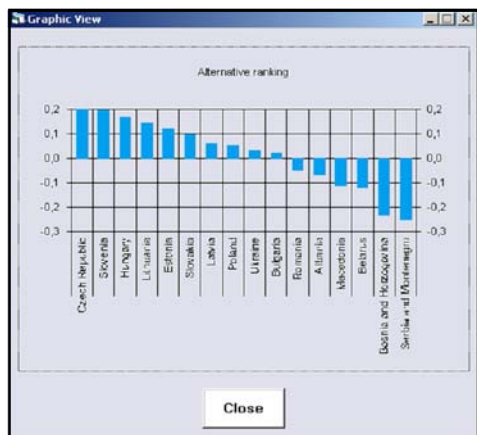 Graphic View
Alternative ranking
0,2 0,2
0,1 0,1
0,0 0,0
-0,1 -0,1
-0,2 -0,2
-0,3 -0,3
Czech Republic
Slovenia
Hungary
Lithuania
Estonia
Slovakia
Latvia
Poland
Ukraine
Bulgaria
Romania
Albania
Macedonia
Belarus
Bosnia and Herzogovina
Serbia and Montenegro
Close